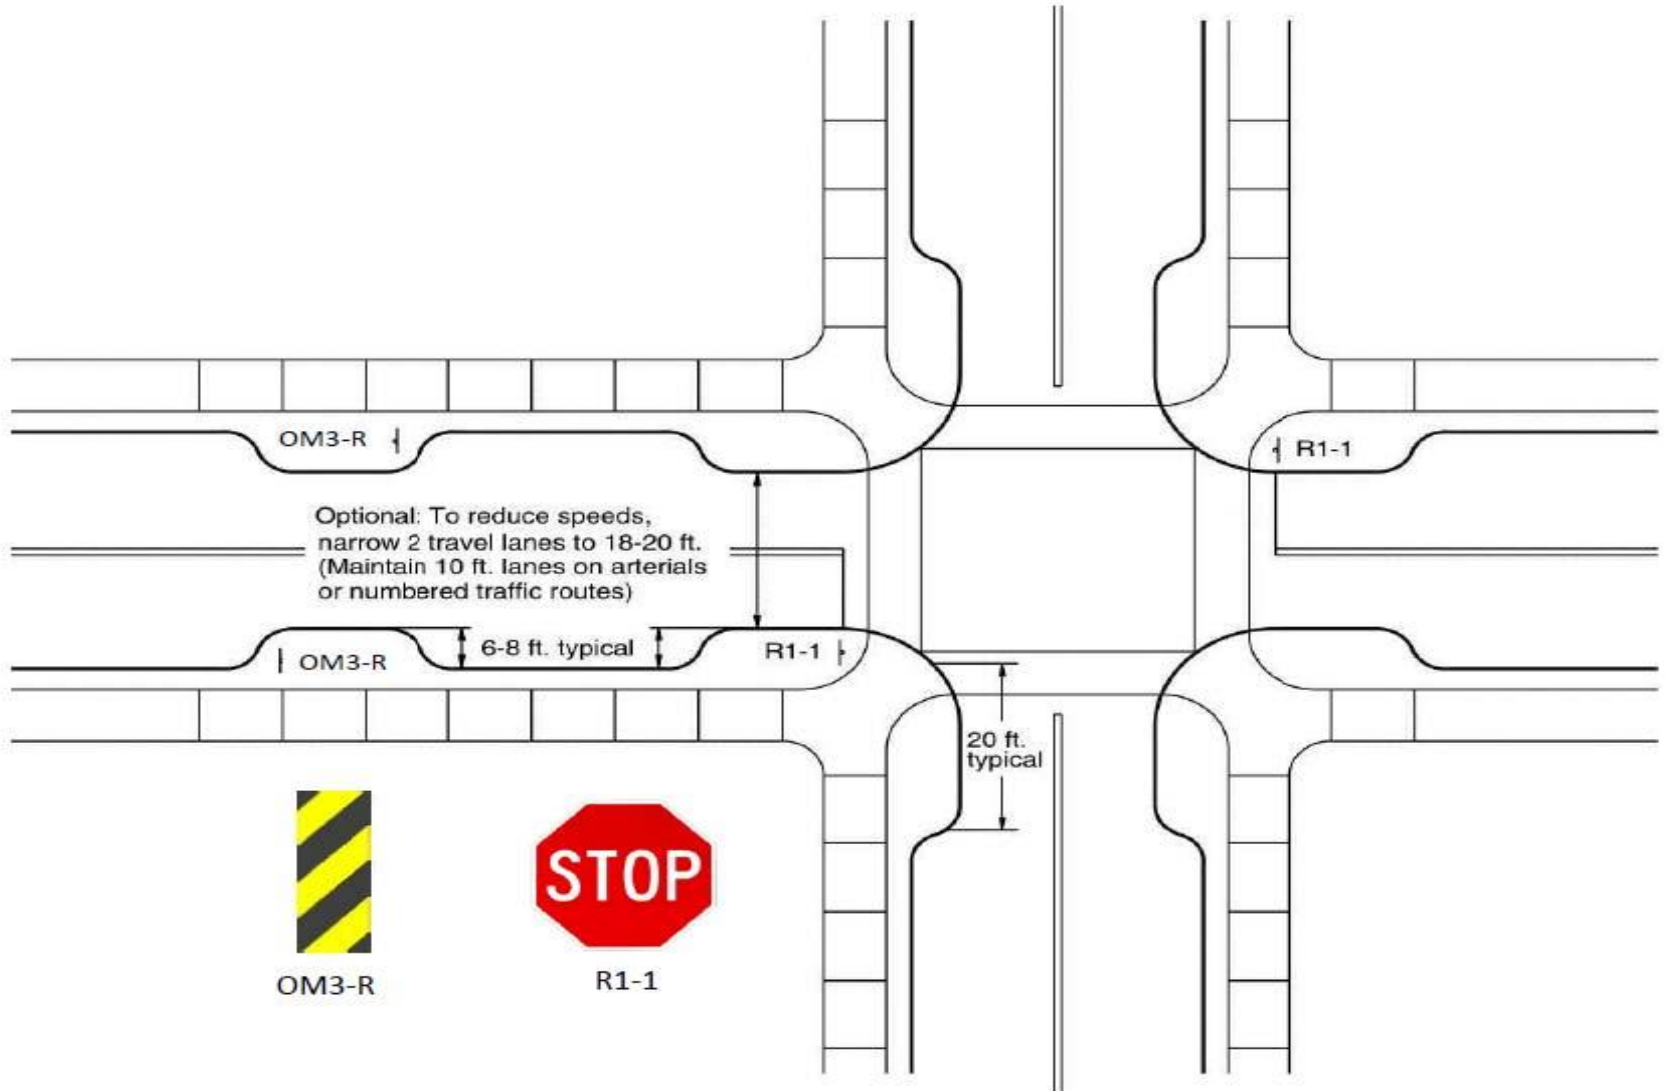 OM3-R
R1-1
Optional: To reduce speeds,
narrow 2 travel lanes to 18-20 ft.
(Maintain 10 ft. lanes on arterials
or numbered traffic routes)
6-8 ft. typical
R1-1
OM3-R
20 ft.
typical
STOP
OM3-R
R1-1